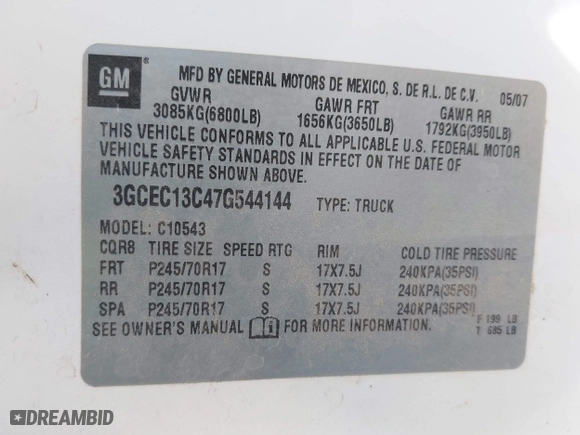 GM
MFD BY GENERAL MOTORS DE MEXICO, S. DE R.L. DE C.V. 05/07
GVWR GAWR FRT GAWR RR
3085KG(6800LB) 1656KG(3650LB) 1792KG(3950LB)
THIS VEHICLE CONFORMS TO ALL APPLICABLE U.S. FEDERAL MOTOR
VEHICLE SAFETY STANDARDS IN EFFECT ON THE DATE OF
MANUFACTURE SHOWN ABOVE.
3GCEC13C47G544144 TYPE: TRUCK
MODEL: C10543
CQR8 TIRE SIZE SPEED RTG RIM COLD TIRE PRESSURE
FRT P245/70R17 S 17X7.5J 240KPA(35PSI)
RR P245/70R17 S 17X7.5J 240KPA(35PSI)
SPA P245/70R17 S 17X7.5J 240KPA(35PSI)
SEE OWNER'S MANUAL FOR MORE INFORMATION.
F 199 LB
T 685 LB
DREAMBID